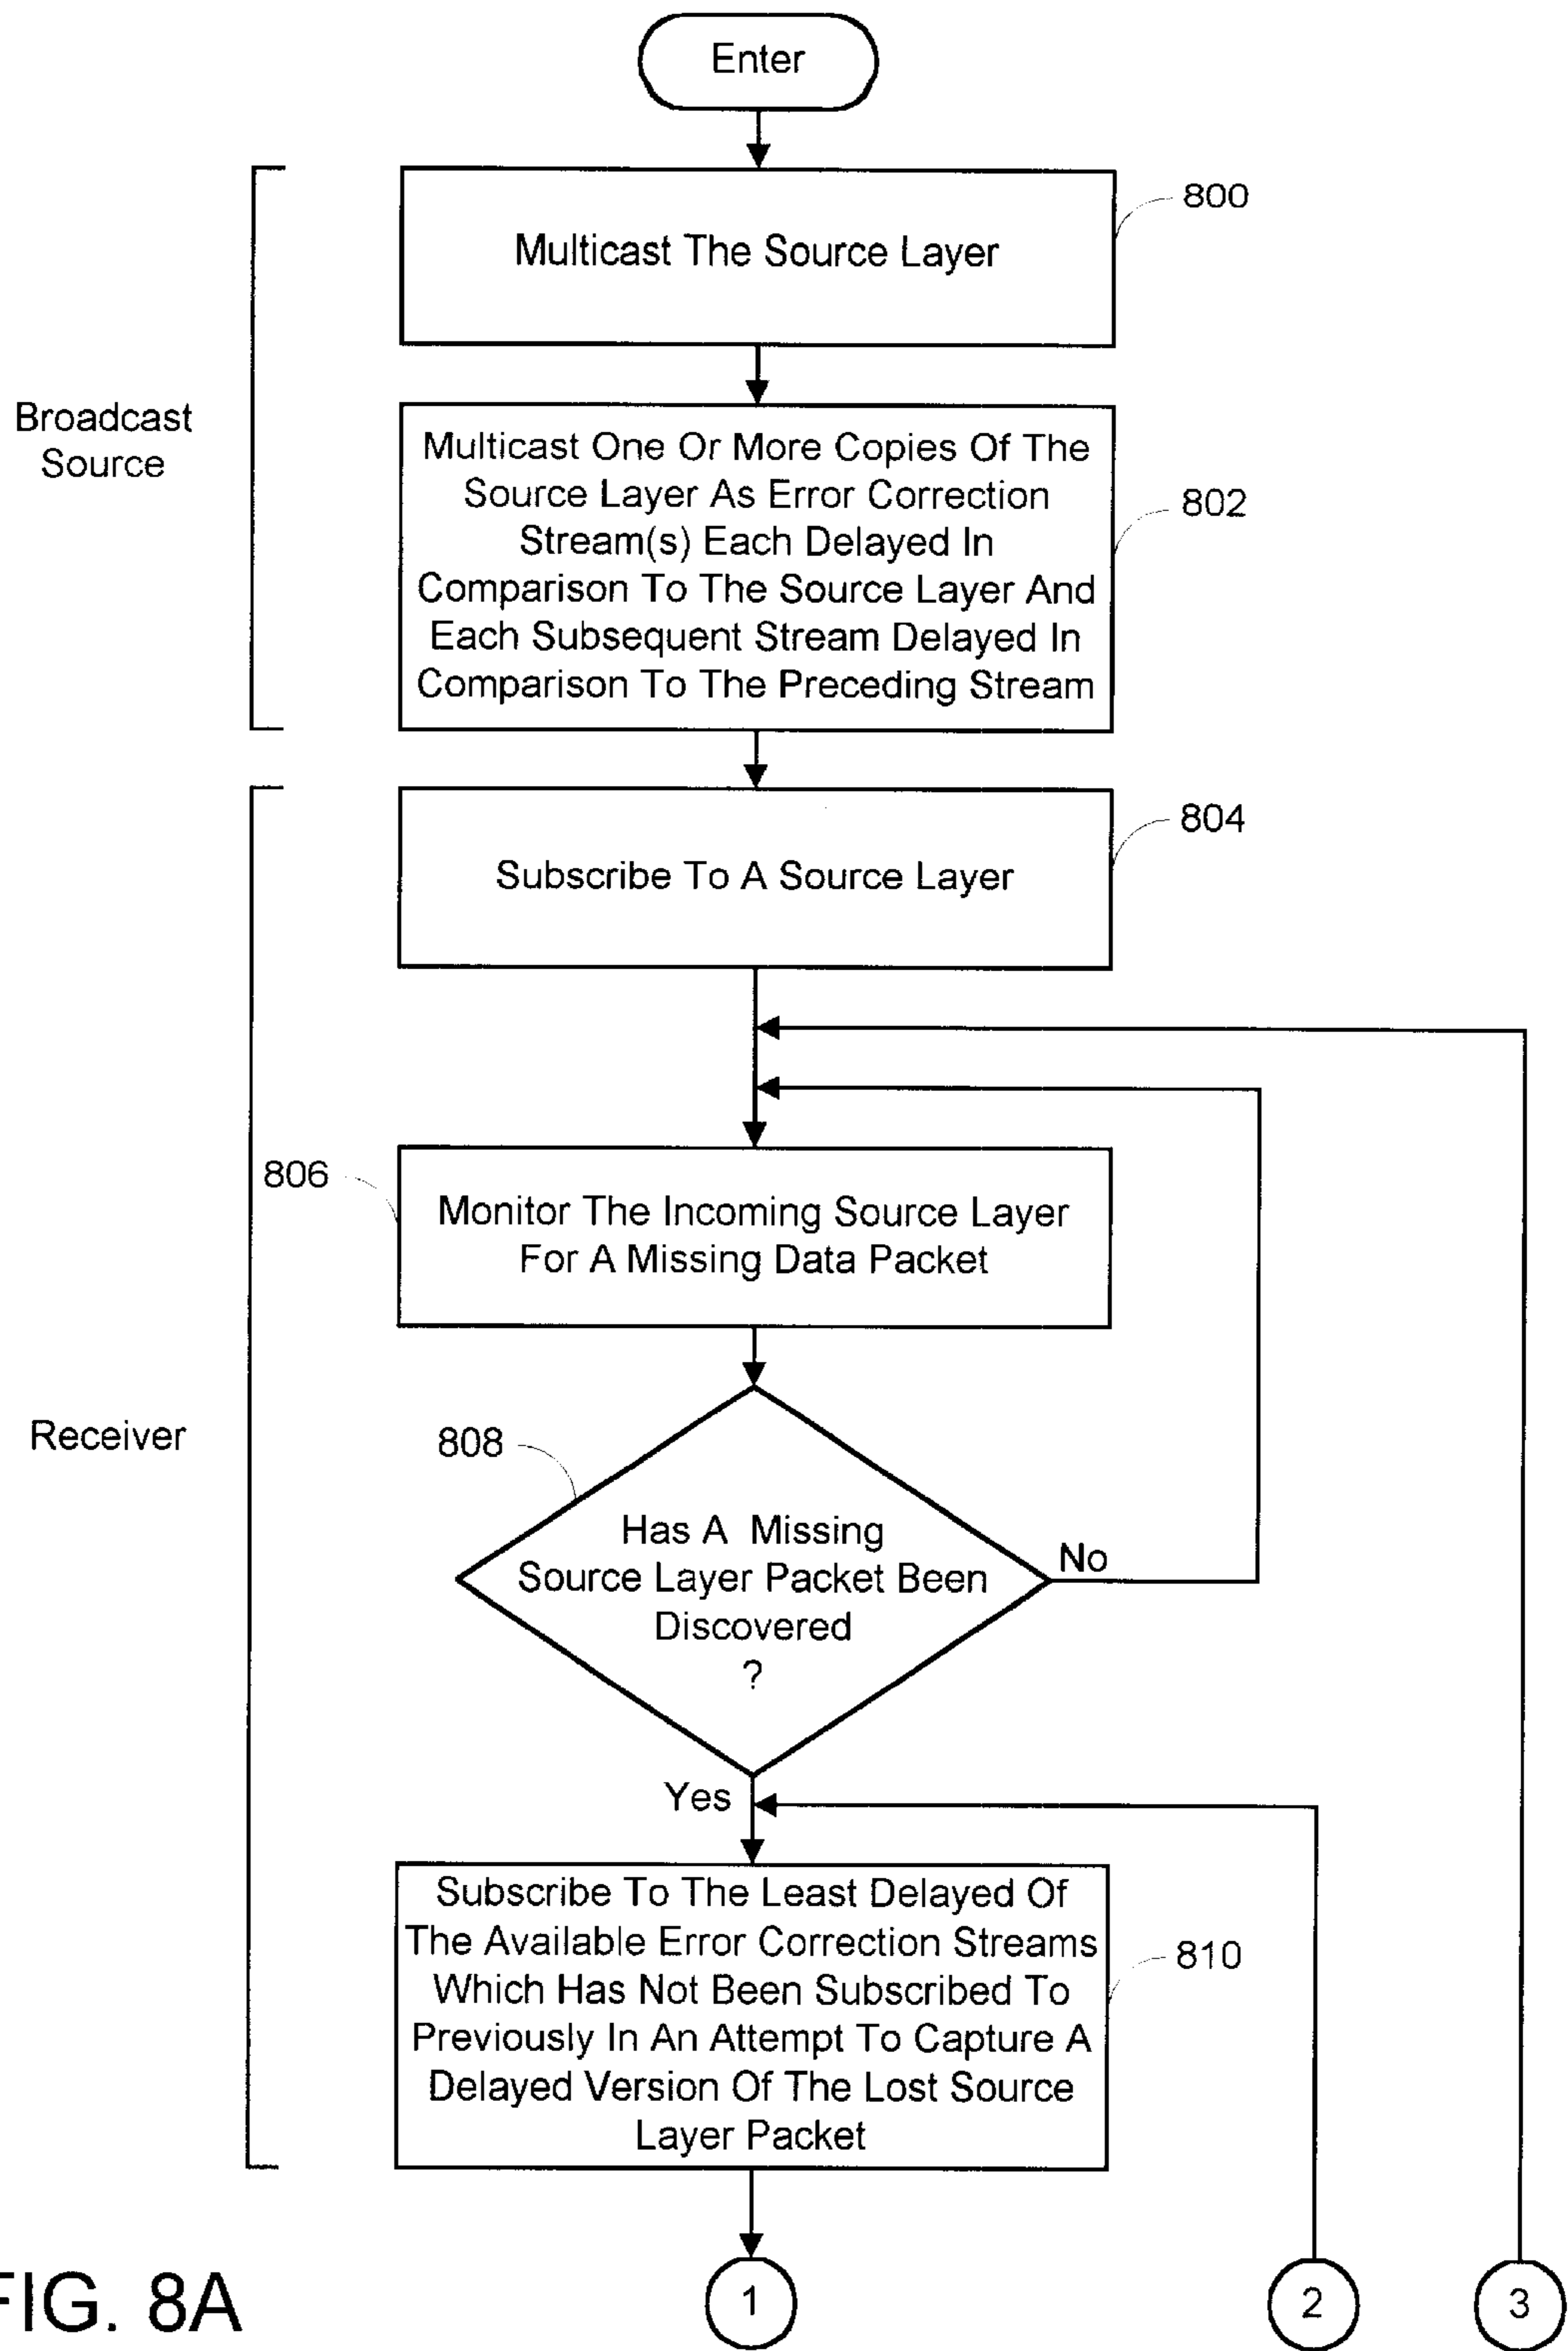 Enter
800
Multicast The Source Layer
Broadcast
Source
Multicast One Or More Copies Of The
Source Layer As Error Correction
Stream(s) Each Delayed In
Comparison To The Source Layer And
Each Subsequent Stream Delayed In
Comparison To The Preceding Stream
802
804
Subscribe To A Source Layer
806
Monitor The Incoming Source Layer
For A Missing Data Packet
Receiver
808
Has A Missing
Source Layer Packet Been
Discovered
?
No
Yes
Subscribe To The Least Delayed Of
The Available Error Correction Streams
Which Has Not Been Subscribed To
Previously In An Attempt To Capture A
Delayed Version Of The Lost Source
Layer Packet
810
FIG. 8A
1
2
3